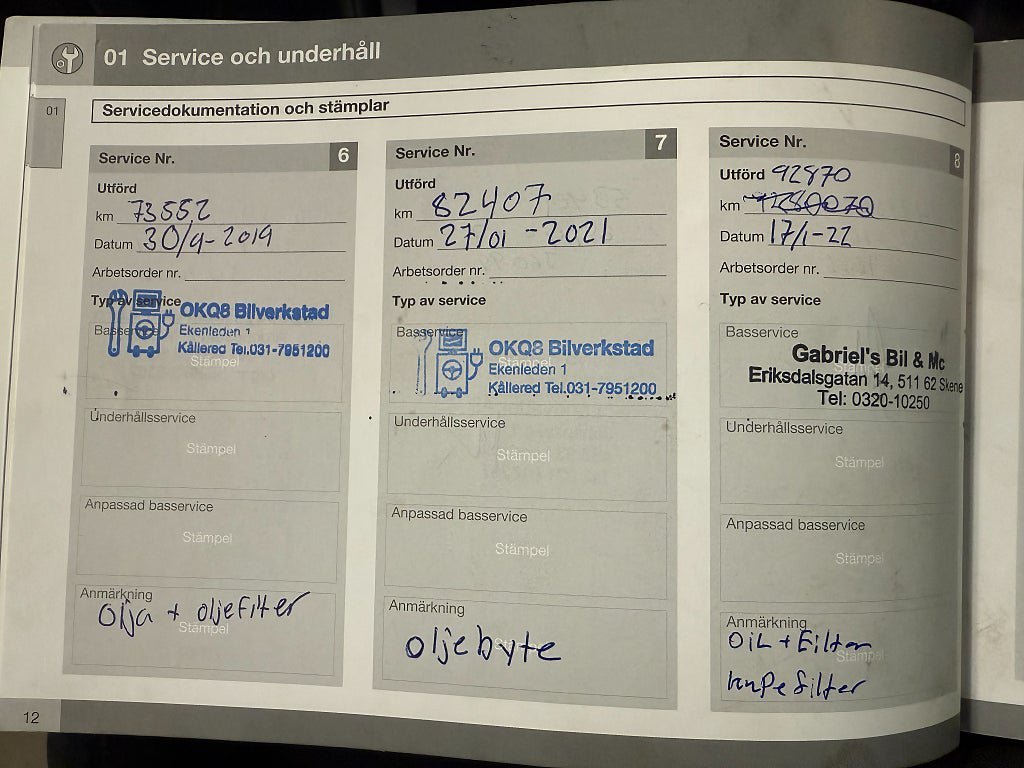 01 Service och underhåll
01
Servicedokumentation och stämplar
Service Nr. 6
Utförd
km 73552
Datum 30/9-2019
Arbetsorder nr.
Typ av service
Basservice
Stämpel
OKQ8 Bilverkstad
Ekenleden 1
Kållered Tel.031-7951200
Underhållsservice
Stämpel
Anpassad basservice
Stämpel
Anmärkning
Stämpel
Olja + oljefilter
Service Nr. 7
Utförd
km 82407
Datum 27/01-2021
Arbetsorder nr.
Typ av service
Basservice
Stämpel
OKQ8 Bilverkstad
Ekenleden 1
Kållered Tel.031-7951200
Underhållsservice
Stämpel
Anpassad basservice
Stämpel
Anmärkning
oljebyte
Service Nr. 8
Utförd 92870
km
Datum 17/1-22
Arbetsorder nr.
Typ av service
Basservice
Gabriel's Bil & Mc
Eriksdalsgatan 14, 511 62 Skene
Tel: 0320-10250
Underhållsservice
Stämpel
Anpassad basservice
Stämpel
Anmärkning
Stämpel
OiL + Filter
kupefilter
12